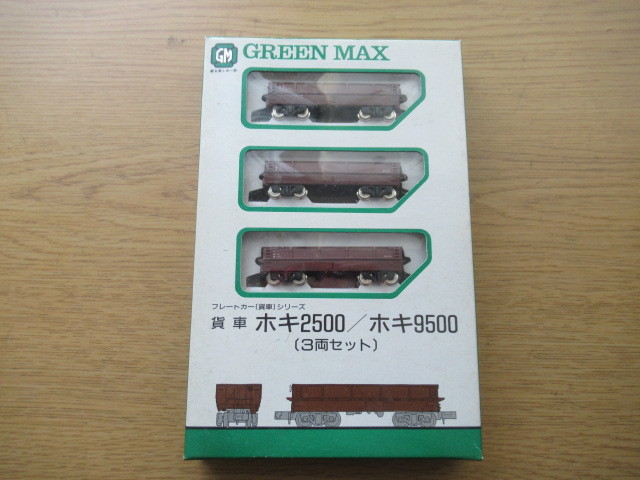 GM
GREEN MAX
フレートカー〔貨車〕シリーズ
貨車 ホキ2500／ホキ9500
〔3両セット〕